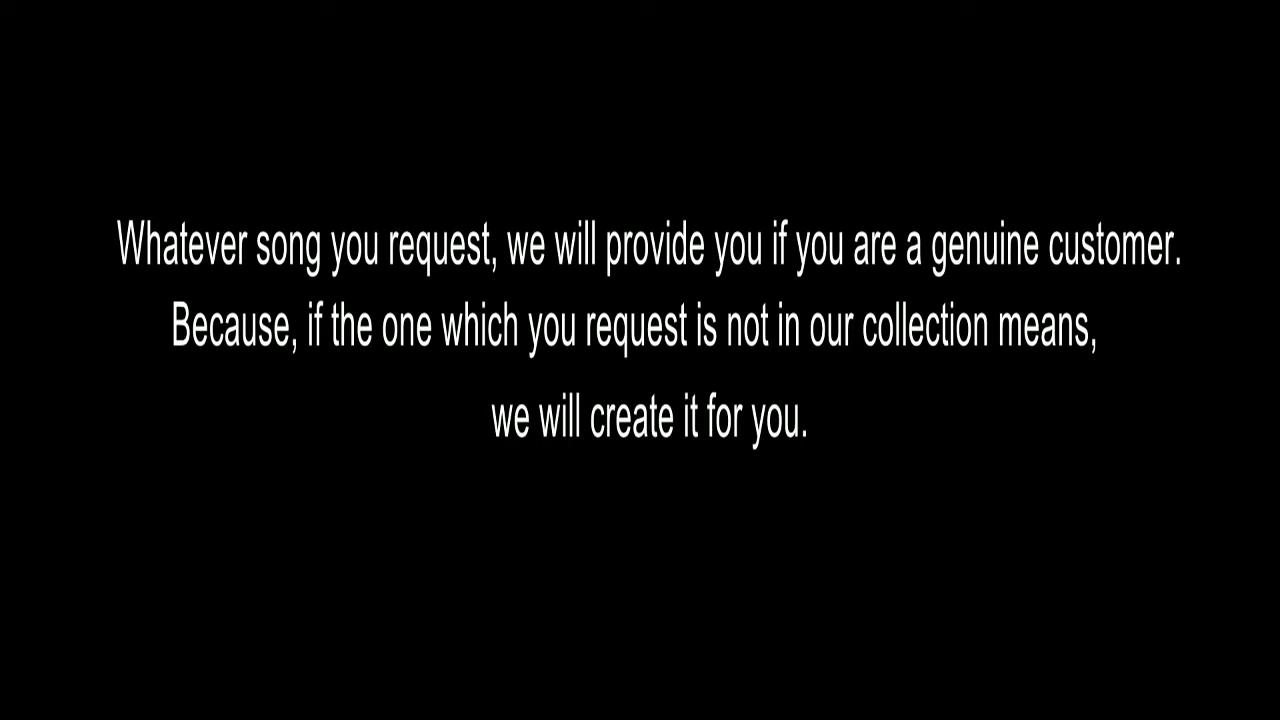 Whatever song you request, we will provide you if you are a genuine customer.
Because, if the one which you request is not in our collection means,
we will create it for you.